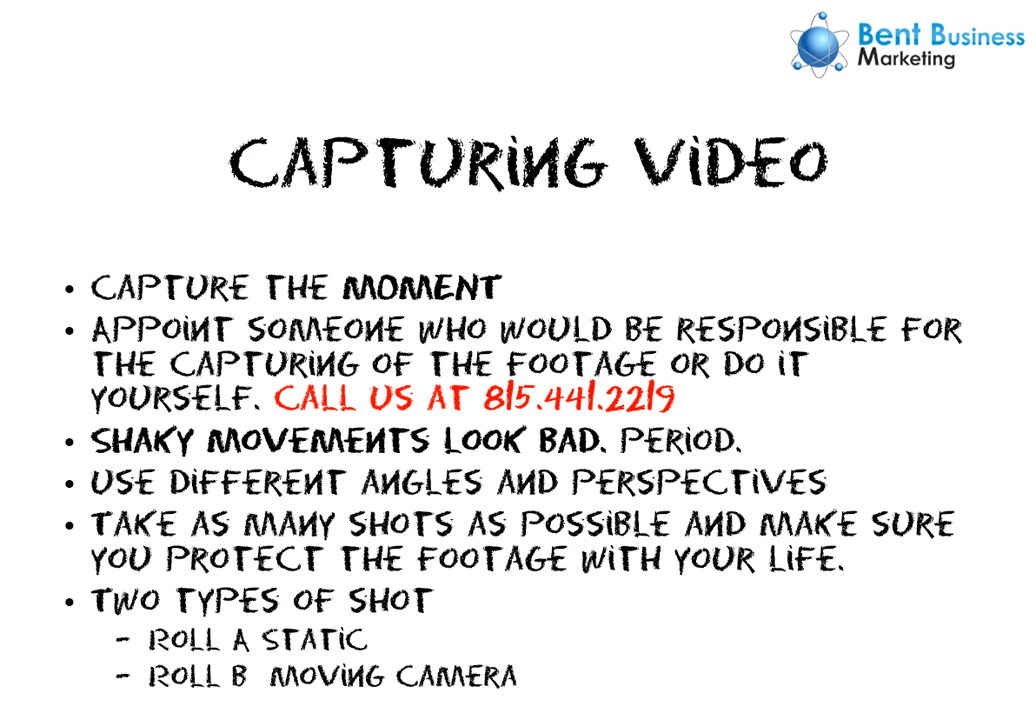 Bent Business
Marketing
CAPTURING VIDEO
• CAPTURE THE MOMENT
• APPOINT SOMEONE WHO WOULD BE RESPONSIBLE FOR
THE CAPTURING OF THE FOOTAGE OR DO IT
YOURSELF. CALL US AT 815.441.2219
• SHAKY MOVEMENTS LOOK BAD. PERIOD.
• USE DIFFERENT ANGLES AND PERSPECTIVES
• TAKE AS MANY SHOTS AS POSSIBLE AND MAKE SURE
YOU PROTECT THE FOOTAGE WITH YOUR LIFE.
• TWO TYPES OF SHOT
- ROLL A STATIC
- ROLL B MOVING CAMERA